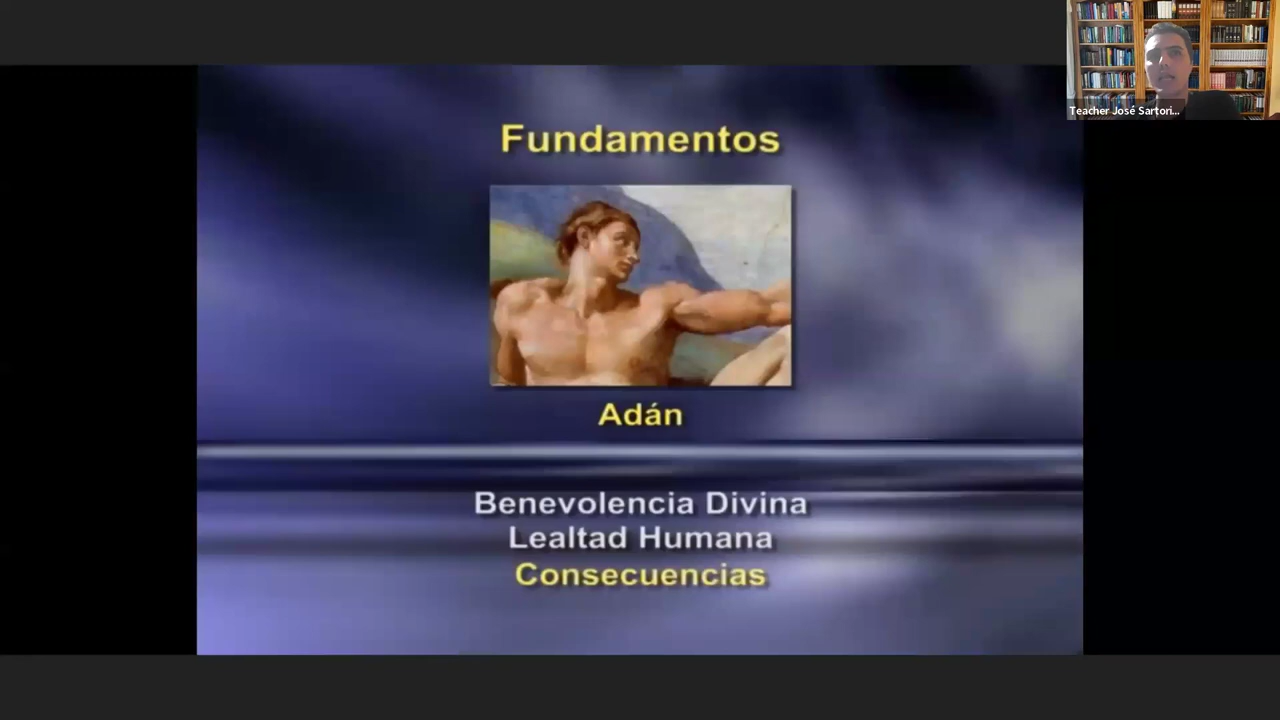 Teacher José Sartori...
Fundamentos
Adán
Benevolencia Divina
Lealtad Humana
Consecuencias